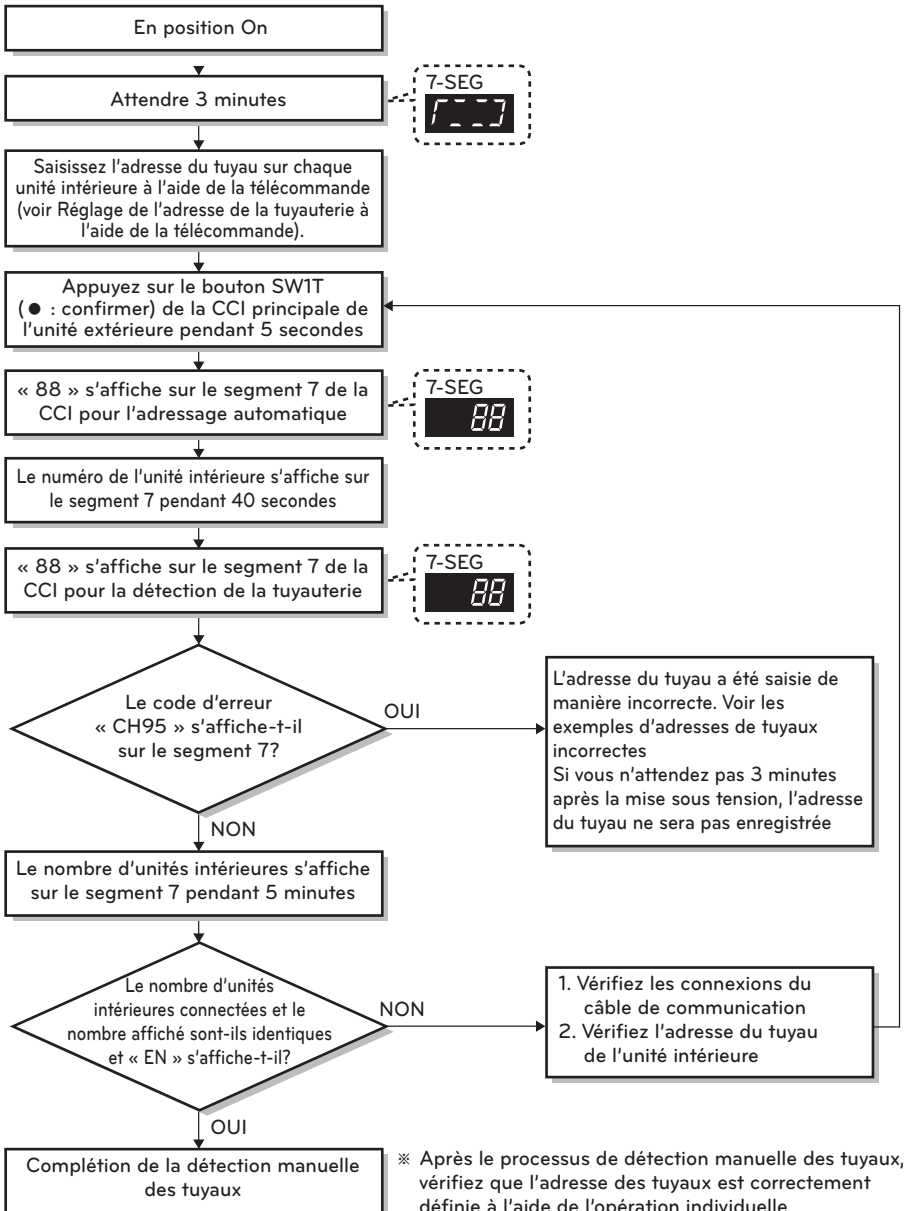 En position On
Attendre 3 minutes
7-SEG
Saisissez l'adresse du tuyau sur chaque
unité intérieure à l'aide de la télécommande
(voir Réglage de l'adresse de la tuyauterie à
l'aide de la télécommande).
Appuyez sur le bouton SW1T
(● : confirmer) de la CCI principale de
l'unité extérieure pendant 5 secondes
« 88 » s'affiche sur le segment 7 de la
CCI pour l'adressage automatique
7-SEG
88
Le numéro de l'unité intérieure s'affiche sur
le segment 7 pendant 40 secondes
« 88 » s'affiche sur le segment 7 de la
CCI pour la détection de la tuyauterie
7-SEG
88
Le code d'erreur
« CH95 » s'affiche-t-il
sur le segment 7?
OUI
L'adresse du tuyau a été saisie de
manière incorrecte. Voir les
exemples d'adresses de tuyaux
incorrectes
Si vous n'attendez pas 3 minutes
après la mise sous tension, l'adresse
du tuyau ne sera pas enregistrée
NON
Le nombre d'unités intérieures s'affiche
sur le segment 7 pendant 5 minutes
Le nombre d'unités
intérieures connectées et le
nombre affiché sont-ils identiques
et « EN » s'affiche-t-il?
NON
1. Vérifiez les connexions du
câble de communication
2. Vérifiez l'adresse du tuyau
de l'unité intérieure
OUI
Complétion de la détection manuelle
des tuyaux
※ Après le processus de détection manuelle des tuyaux,
vérifiez que l'adresse des tuyaux est correctement
définie à l'aide de l'opération individuelle